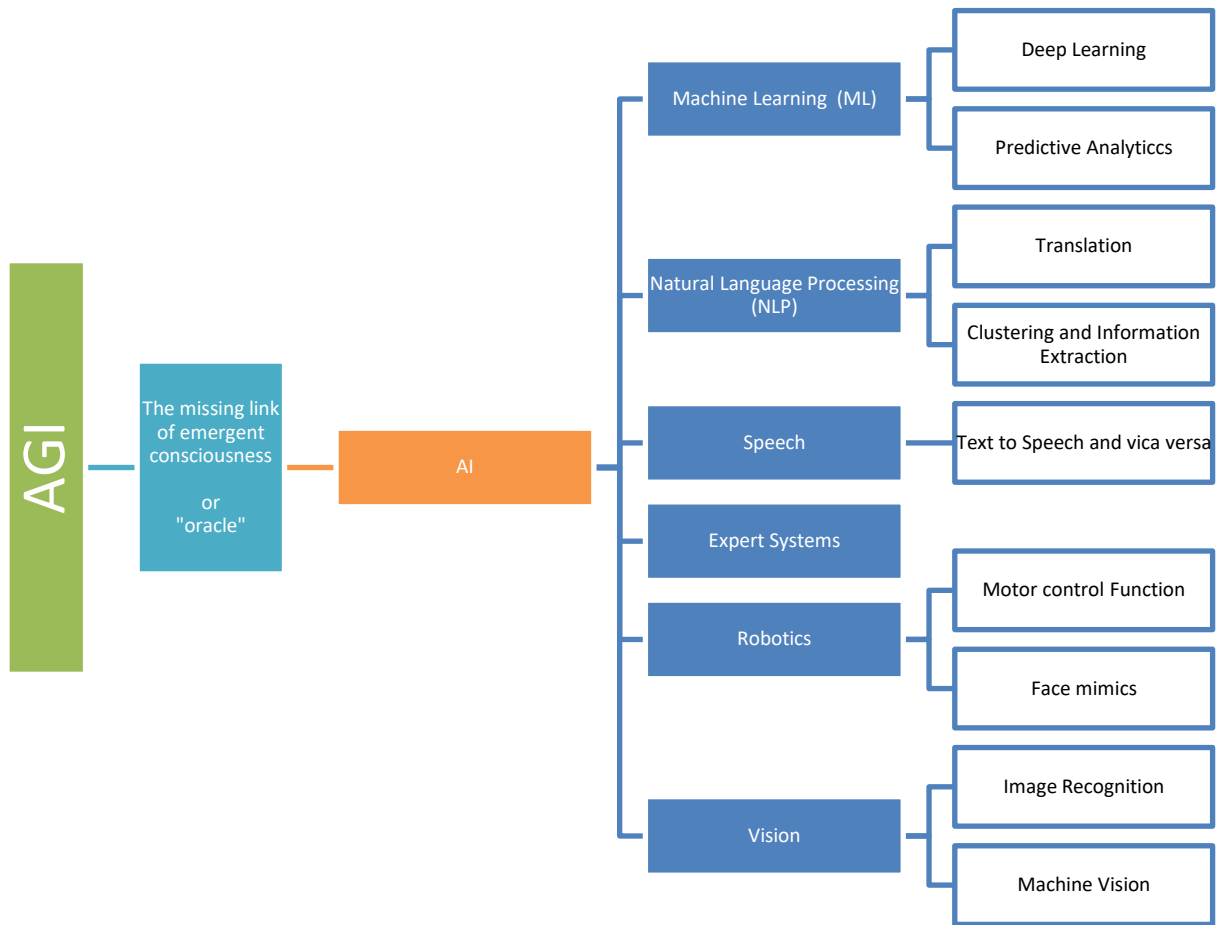 AGI
The missing link
of emergent
consciousness
or
"oracle"
AI
Machine Learning (ML)
Deep Learning
Predictive Analyticcs
Natural Language Processing
(NLP)
Translation
Clustering and Information
Extraction
Speech
Text to Speech and vica versa
Expert Systems
Robotics
Motor control Function
Face mimics
Vision
Image Recognition
Machine Vision